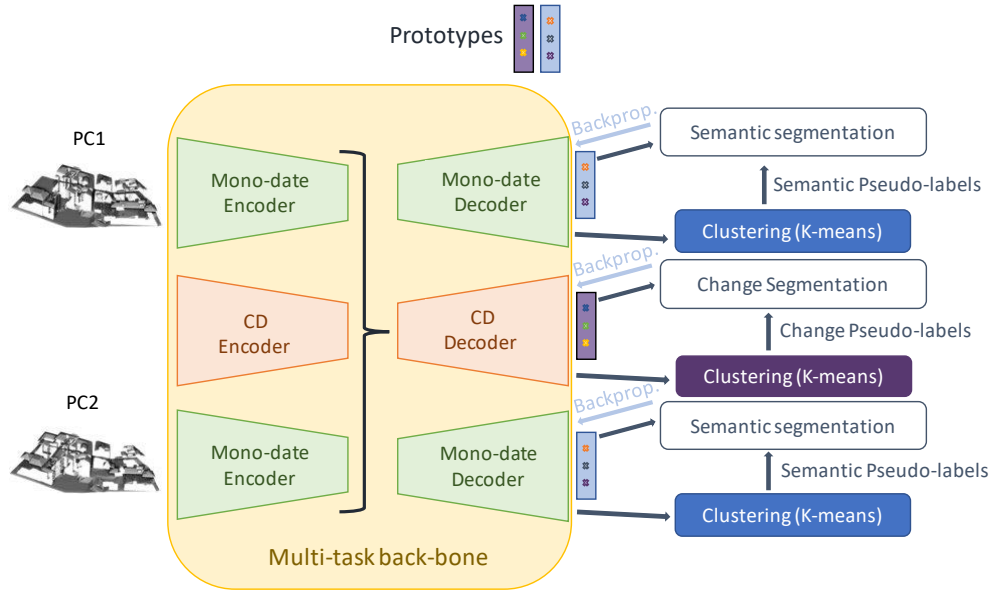 Prototypes
PC1
Mono-date
Encoder
Mono-date
Decoder
Backprop.
Semantic segmentation
Semantic Pseudo-labels
Clustering (K-means)
CD
Encoder
CD
Decoder
Backprop.
Change Segmentation
Change Pseudo-labels
Clustering (K-means)
PC2
Mono-date
Encoder
Mono-date
Decoder
Backprop.
Semantic segmentation
Semantic Pseudo-labels
Clustering (K-means)
Multi-task back-bone